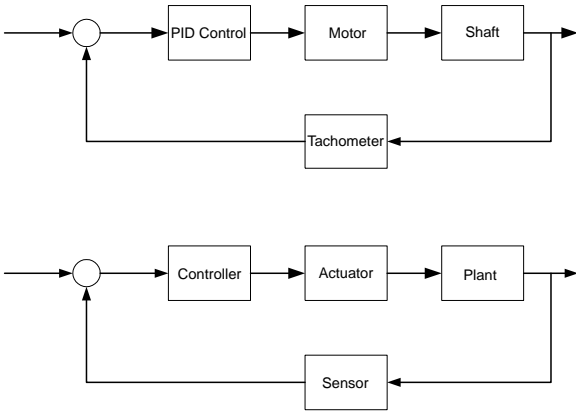 PID Control
Motor
Shaft
Tachometer
Controller
Actuator
Plant
Sensor